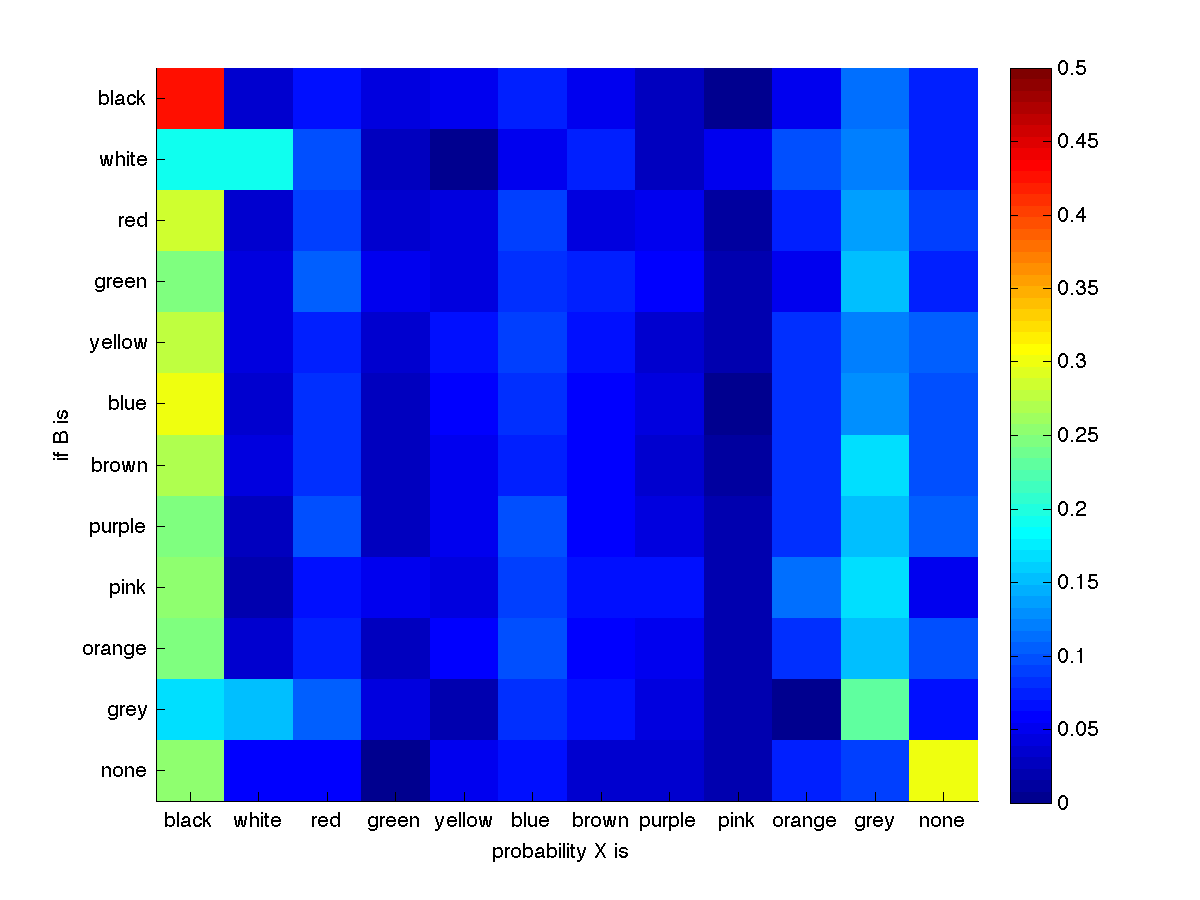 black
white
red
green
yellow
blue
brown
purple
pink
orange
grey
none
if B is
black white red green yellow blue brown purple pink orange grey none
probability X is
0.5
0.45
0.4
0.35
0.3
0.25
0.2
0.15
0.1
0.05
0